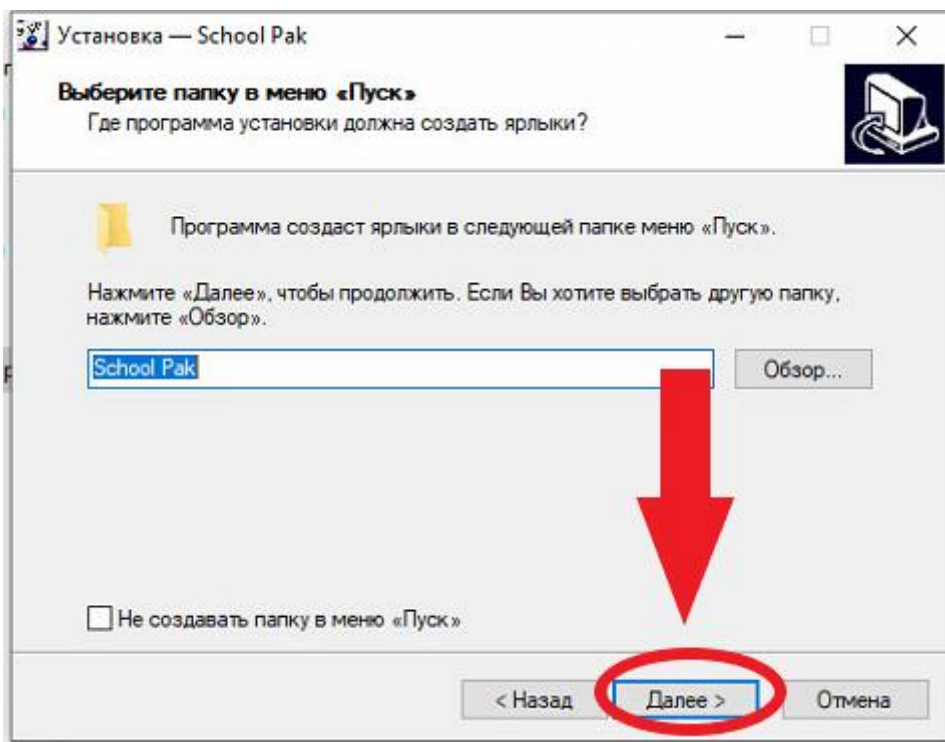 Установка — School Pak
Выберите папку в меню «Пуск»
Где программа установки должна создать ярлыки?
Программа создаст ярлыки в следующей папке меню «Пуск».
Нажмите «Далее», чтобы продолжить. Если Вы хотите выбрать другую папку,
нажмите «Обзор».
School Pak
Обзор...
Не создавать папку в меню «Пуск»
< Назад
Далее >
Отмена